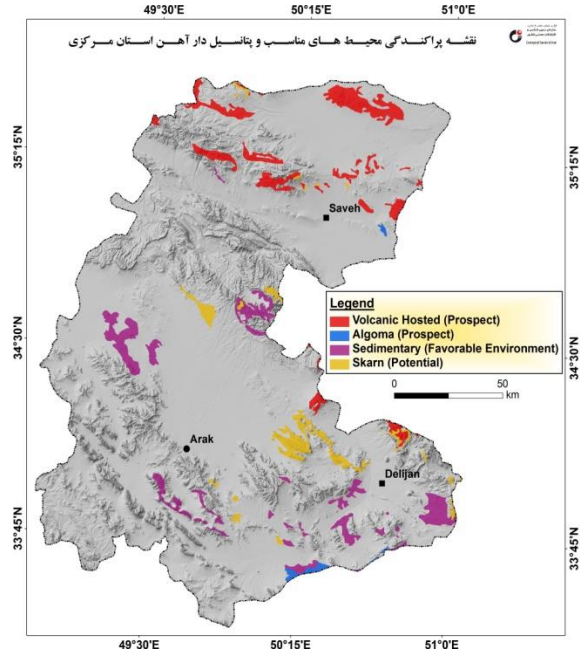 49°30'E 50°15'E 51°0'E
نقشه پراکندگی محیط های مناسب و پتانسیل دار آهن استان مرکزی
35°15'N 35°15'N
Saveh
Legend
Volcanic Hosted (Prospect)
Algoma (Prospect)
Sedimentary (Favorable Environment)
Skarn (Potential)
0 50
km
34°30'N 34°30'N
Arak
Delijan
33°45'N 33°45'N
49°30'E 50°15'E 51°0'E